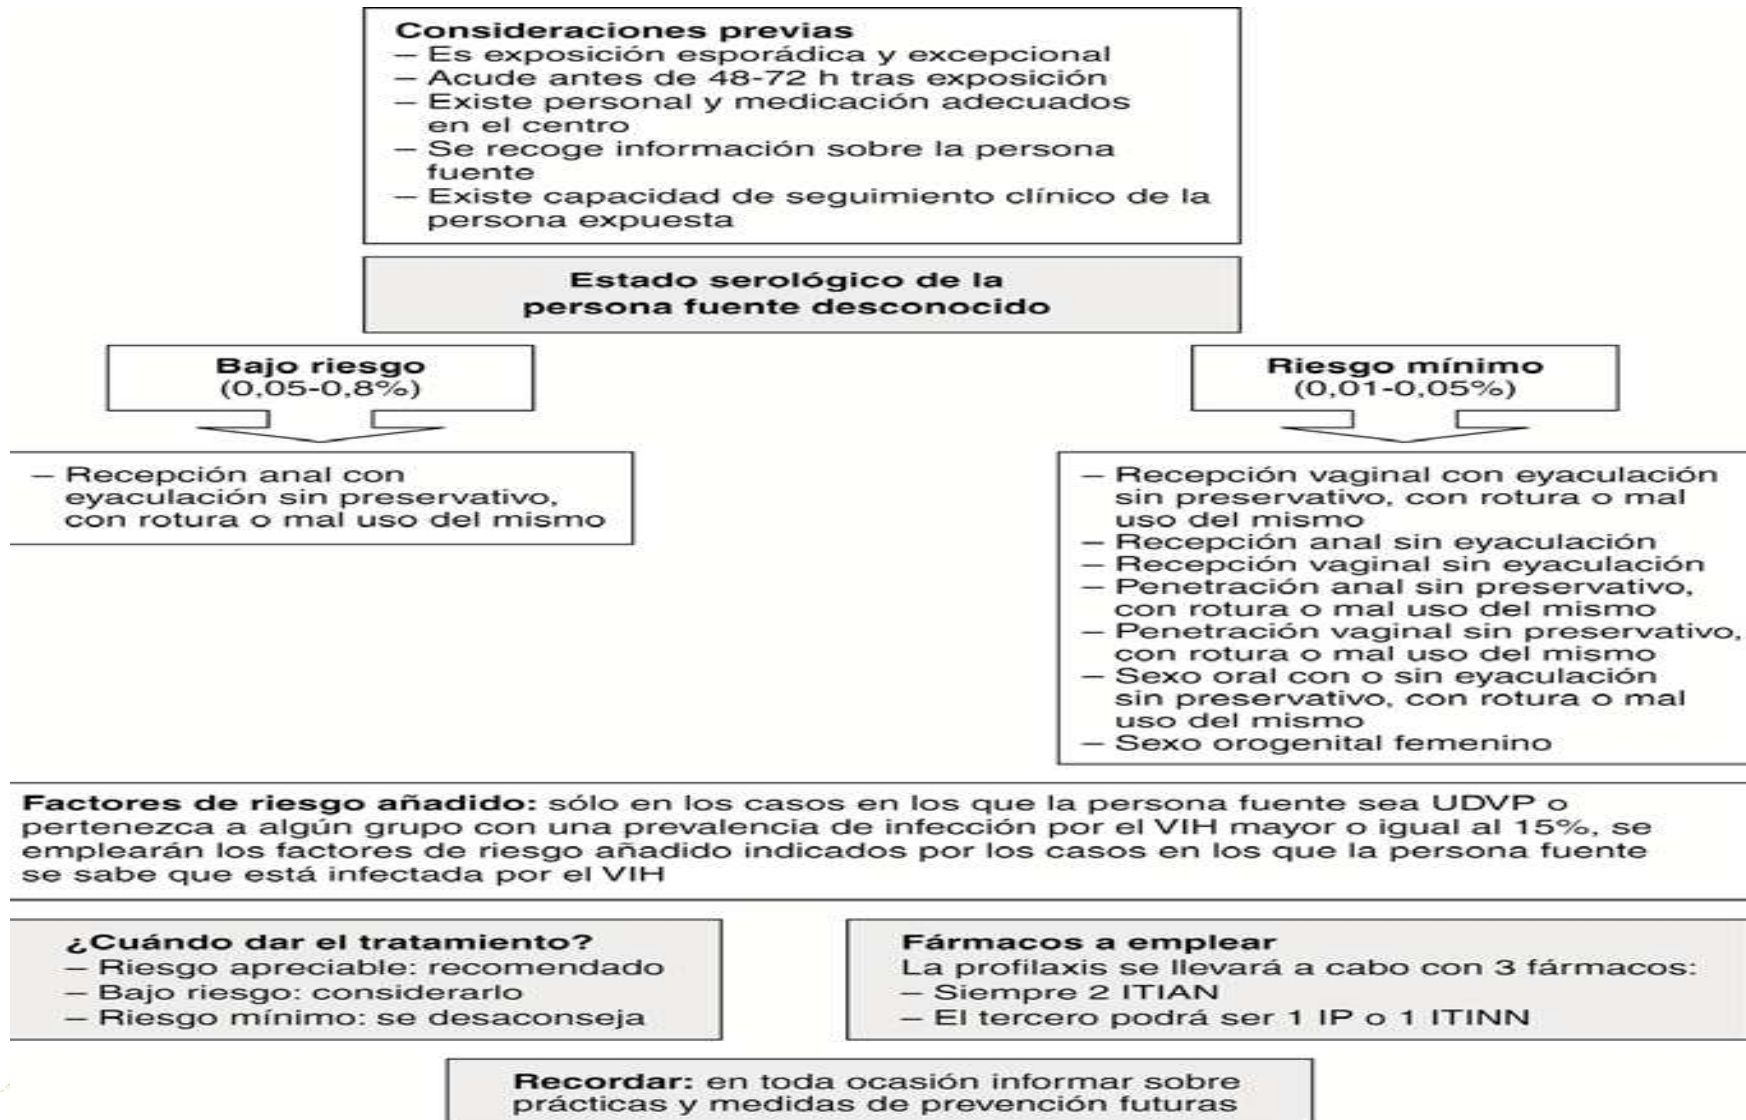 Consideraciones previas
– Es exposición esporádica y excepcional
– Acude antes de 48-72 h tras exposición
– Existe personal y medicación adecuados
en el centro
– Se recoge información sobre la persona
fuente
– Existe capacidad de seguimiento clínico de la
persona expuesta
Estado serológico de la
persona fuente desconocido
Bajo riesgo
(0,05-0,8%)
– Recepción anal con
eyaculación sin preservativo,
con rotura o mal uso del mismo
Riesgo mínimo
(0,01-0,05%)
– Recepción vaginal con eyaculación
sin preservativo, con rotura o mal
uso del mismo
– Recepción anal sin eyaculación
– Recepción vaginal sin eyaculación
– Penetración anal sin preservativo,
con rotura o mal uso del mismo
– Penetración vaginal sin preservativo,
con rotura o mal uso del mismo
– Sexo oral con o sin eyaculación
sin preservativo, con rotura o mal
uso del mismo
– Sexo orogenital femenino
Factores de riesgo añadido: sólo en los casos en los que la persona fuente sea UDVP o
pertenezca a algún grupo con una prevalencia de infección por el VIH mayor o igual al 15%, se
emplearán los factores de riesgo añadido indicados por los casos en los que la persona fuente
se sabe que está infectada por el VIH
¿Cuándo dar el tratamiento?
– Riesgo apreciable: recomendado
– Bajo riesgo: considerarlo
– Riesgo mínimo: se desaconseja
Fármacos a emplear
La profilaxis se llevará a cabo con 3 fármacos:
– Siempre 2 ITIAN
– El tercero podrá ser 1 IP o 1 ITINN
Recordar: en toda ocasión informar sobre
prácticas y medidas de prevención futuras